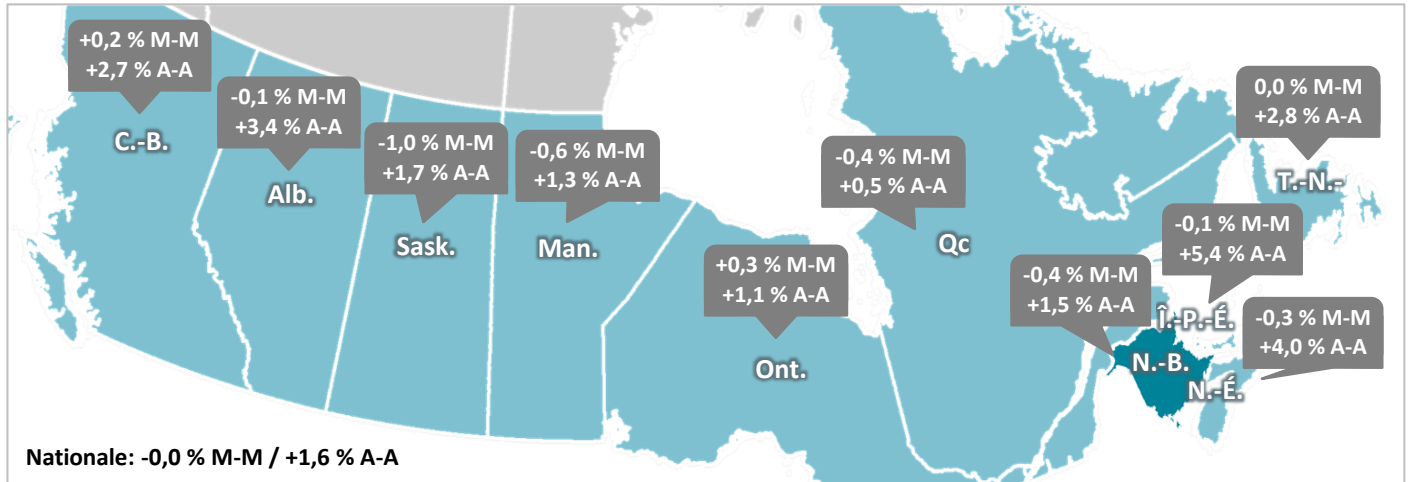 +0,2 % M-M
+2,7 % A-A
C.-B.
-0,1 % M-M
+3,4 % A-A
Alb.
-1,0 % M-M
+1,7 % A-A
Sask.
-0,6 % M-M
+1,3 % A-A
Man.
+0,3 % M-M
+1,1 % A-A
Ont.
-0,4 % M-M
+0,5 % A-A
Qc
0,0 % M-M
+2,8 % A-A
T.-N.-
-0,1 % M-M
+5,4 % A-A
Î.-P.-É.
-0,4 % M-M
+1,5 % A-A
N.-B.
-0,3 % M-M
+4,0 % A-A
N.-É.
Nationale: -0,0 % M-M / +1,6 % A-A